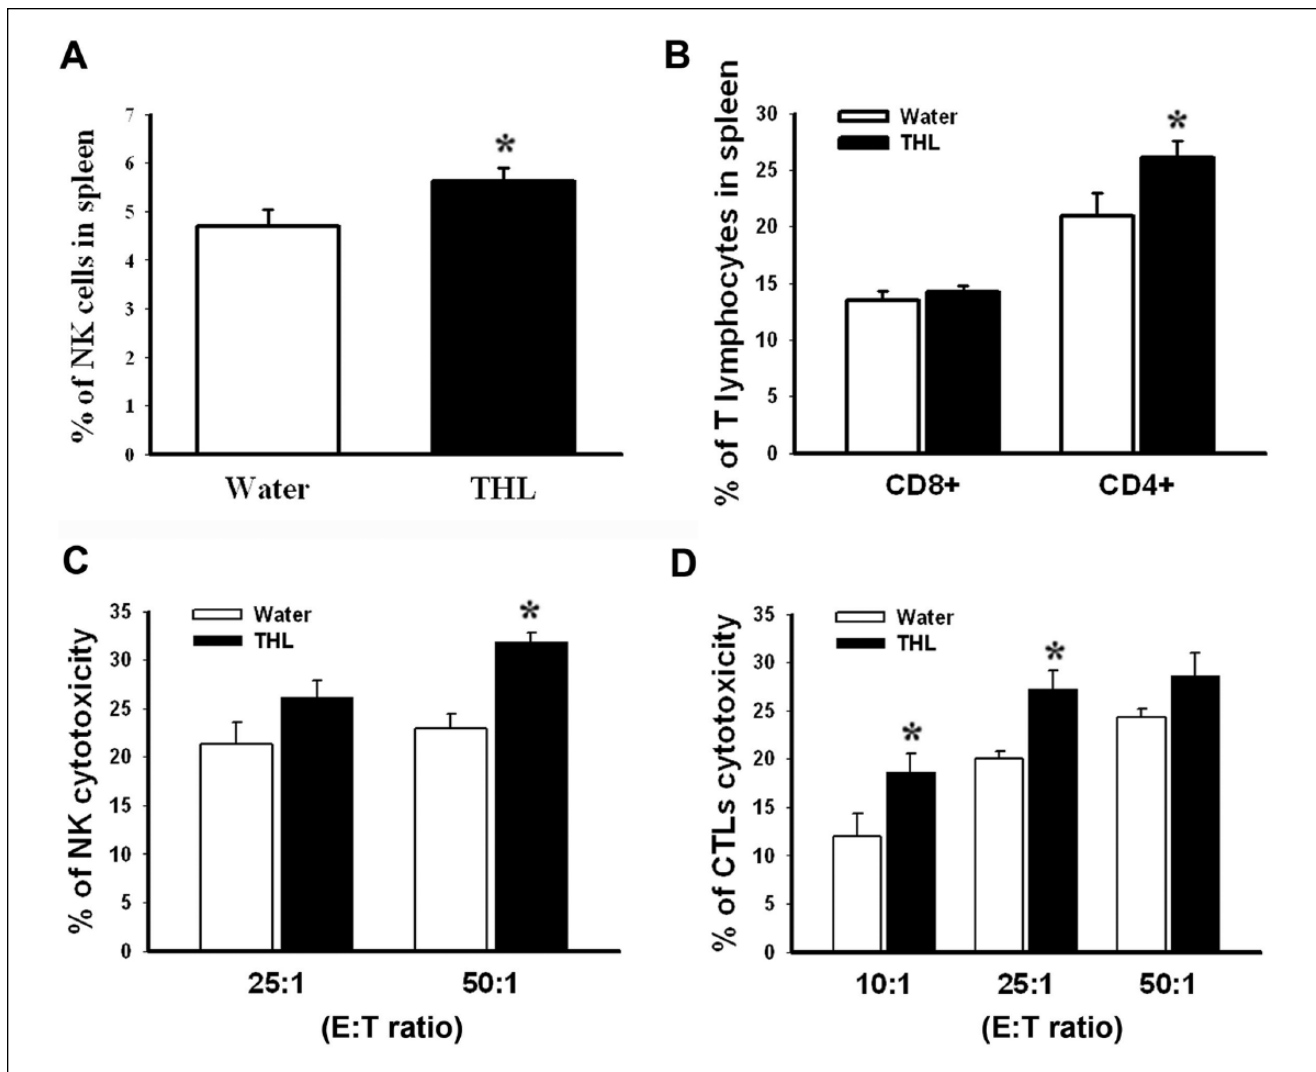 A
% of NK cells in spleen
7
6
5
4
3
2
1
0
*
Water
THL
B
% of T lymphocytes in spleen
30
25
20
15
10
5
0
Water
THL
*
CD8+
CD4+
C
% of NK cytotoxicity
35
30
25
20
15
10
5
0
Water
THL
*
25:1
50:1
(E:T ratio)
D
% of CTLs cytotoxicity
35
30
25
20
15
10
5
0
Water
THL
*
*
10:1
25:1
50:1
(E:T ratio)